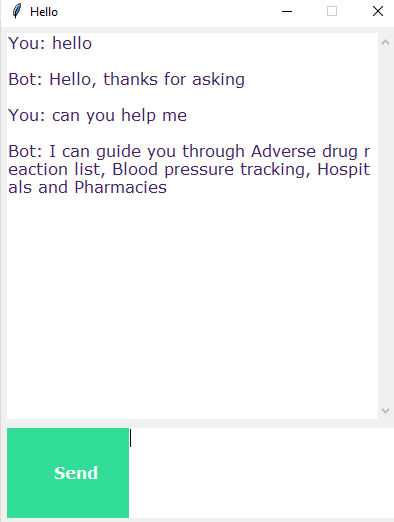 Hello
You: hello
Bot: Hello, thanks for asking
You: can you help me
Bot: I can guide you through Adverse drug r
eaction list, Blood pressure tracking, Hospit
als and Pharmacies
Send